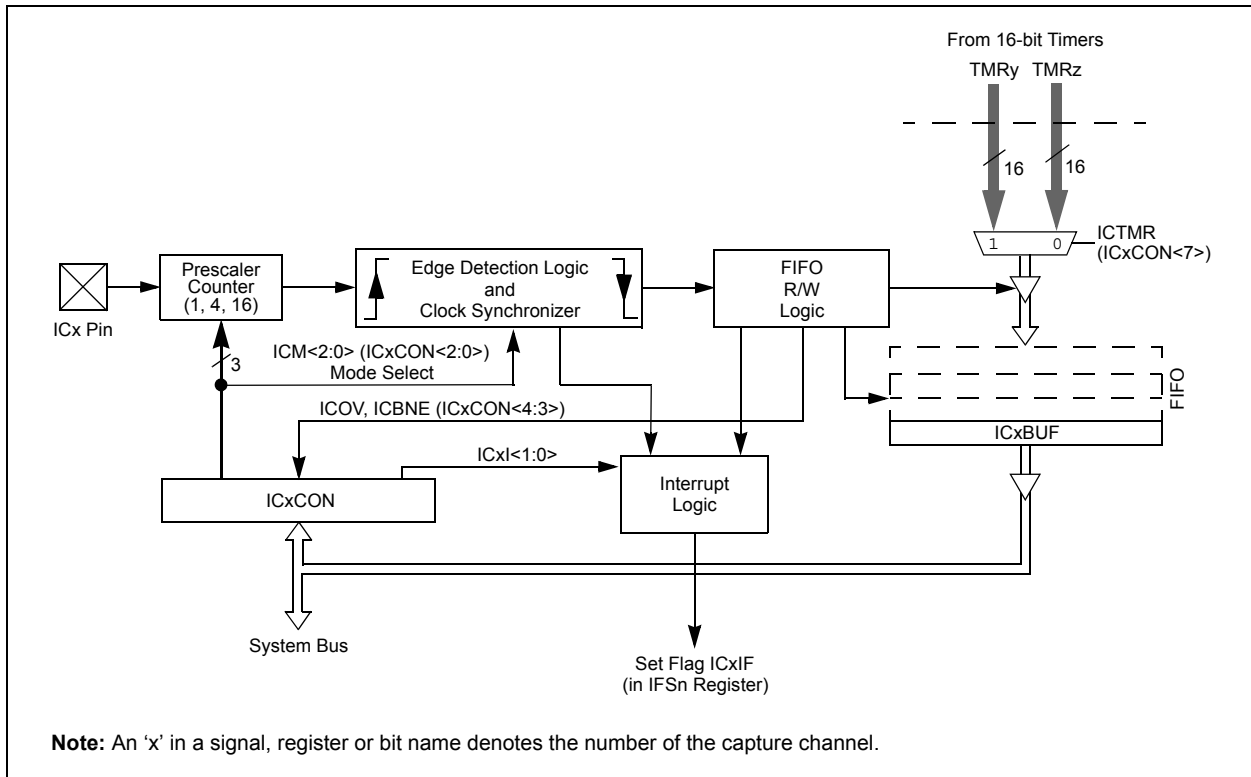 From 16-bit Timers
TMRy TMRz
16 16
1 0
ICTMR
(ICxCON<7>)
Prescaler
Counter
(1, 4, 16)
Edge Detection Logic
and
Clock Synchronizer
FIFO
R/W
Logic
ICx Pin
3
ICM<2:0> (ICxCON<2:0>)
Mode Select
FIFO
ICOV, ICBNE (ICxCON<4:3>)
ICxBUF
ICxI<1:0>
Interrupt
Logic
ICxCON
System Bus
Set Flag ICxIF
(in IFSn Register)
Note: An ‘x’ in a signal, register or bit name denotes the number of the capture channel.